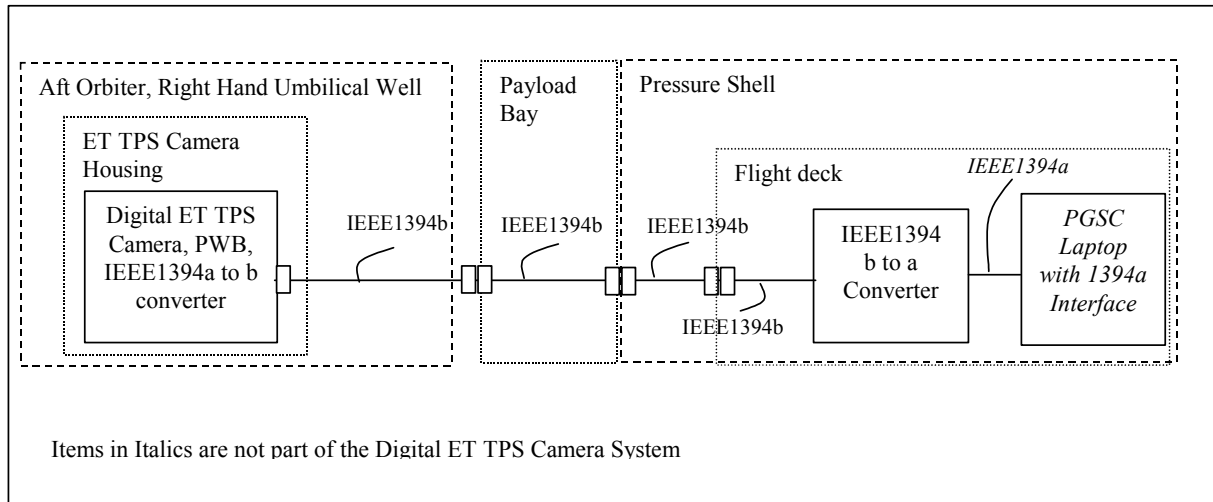 Aft Orbiter, Right Hand Umbilical Well
ET TPS Camera
Housing
Digital ET TPS
Camera, PWB,
IEEE1394a to b
converter
IEEE1394b
Payload
Bay
IEEE1394b
Pressure Shell
IEEE1394b
IEEE1394b
Flight deck
IEEE1394
b to a
Converter
IEEE1394a
PGSC
Laptop
with 1394a
Interface
Items in Italics are not part of the Digital ET TPS Camera System